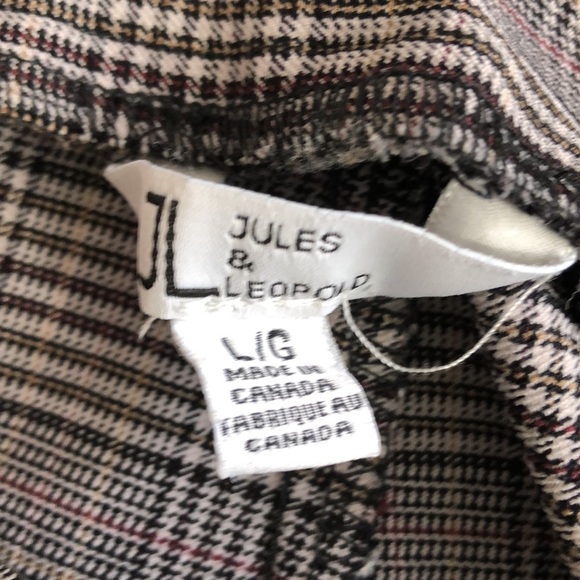 JL
JULES
&
LEOPOLD
L/G
MADE IN
CANADA
FABRIQUE AU
CANADA